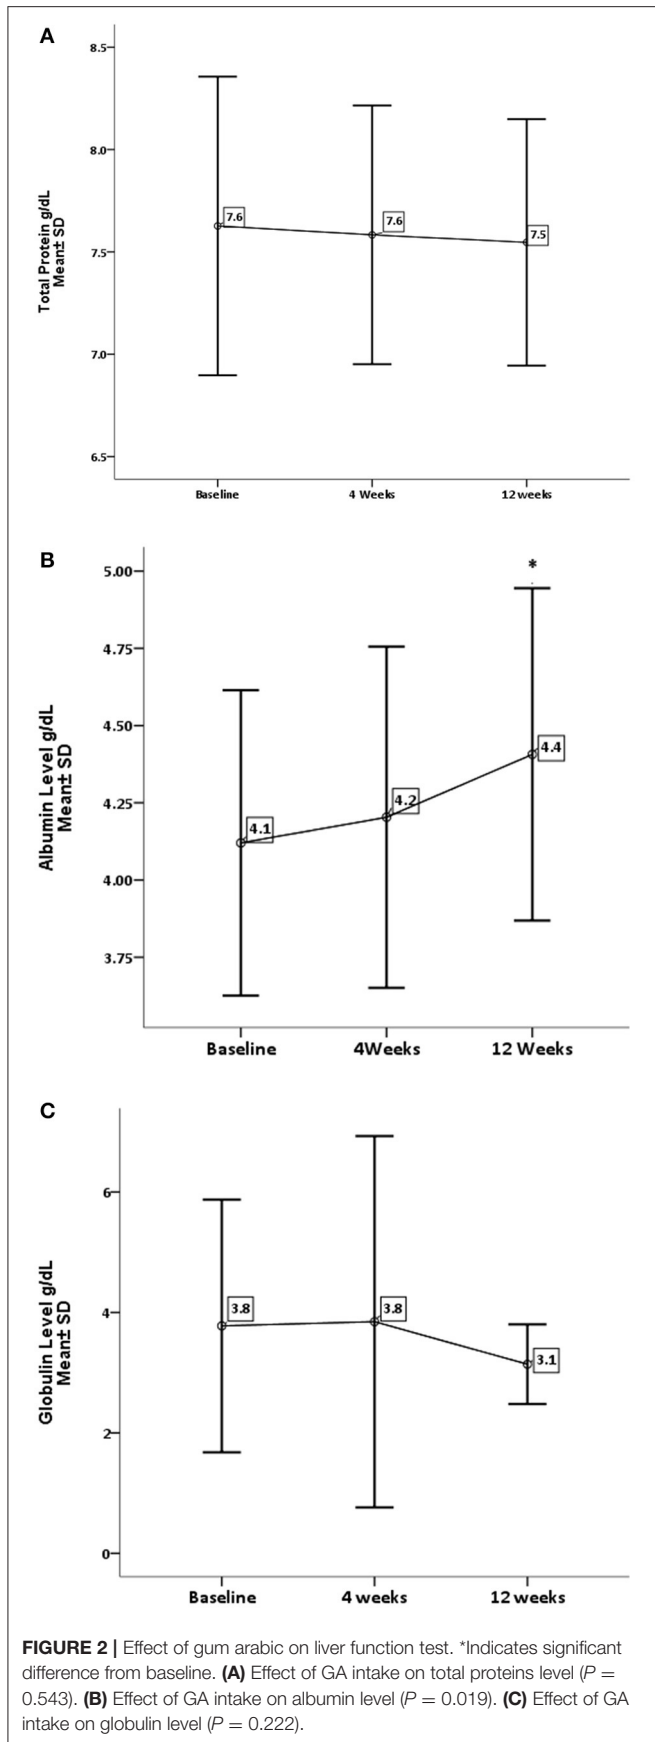 A
8.5
8.0
7.5
7.0
6.5
Total Protein g/dL
Mean± SD
7.6
7.6
7.5
Baseline
4 Weeks
12 weeks
B
5.00
4.75
4.50
4.25
4.00
3.75
Albumin Level g/dL
Mean± SD
4.1
4.2
4.4
*
Baseline
4Weeks
12 Weeks
C
6
4
2
0
Globulin Level g/dL
Mean± SD
3.8
3.8
3.1
Baseline
4 weeks
12 weeks
FIGURE 2 | Effect of gum arabic on liver function test. *Indicates significant
difference from baseline. (A) Effect of GA intake on total proteins level (P =
0.543). (B) Effect of GA intake on albumin level (P = 0.019). (C) Effect of GA
intake on globulin level (P = 0.222).